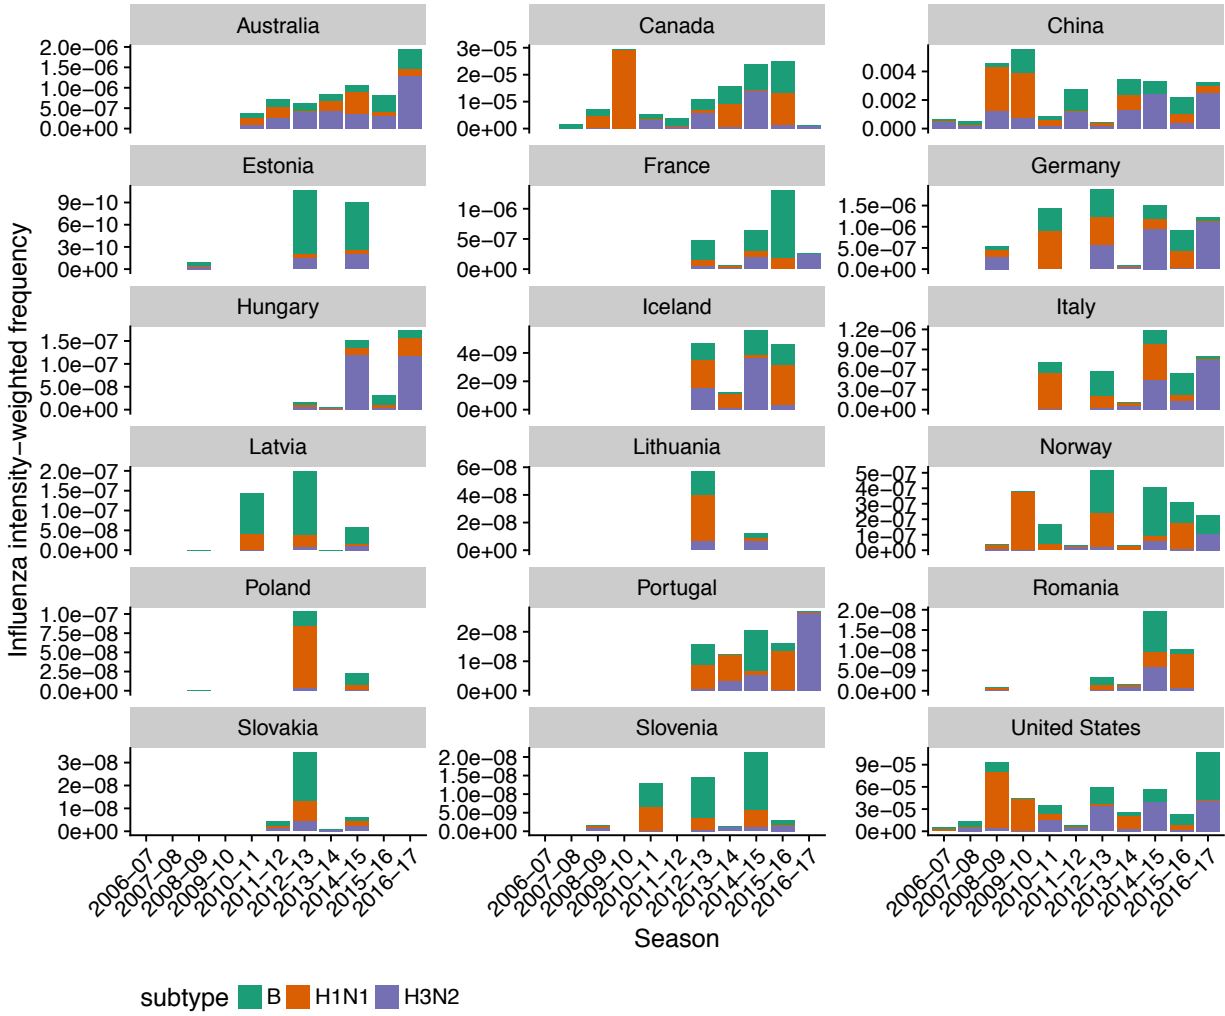 Influenza intensity−weighted frequency
Australia
2.0e−06
1.5e−06
1.0e−06
5.0e−07
0.0e+00
Canada
3e−05
2e−05
1e−05
0e+00
China
0.004
0.002
0.000
Estonia
9e−10
6e−10
3e−10
0e+00
France
1e−06
5e−07
0e+00
Germany
1.5e−06
1.0e−06
5.0e−07
0.0e+00
Hungary
1.5e−07
1.0e−07
5.0e−08
0.0e+00
Iceland
4e−09
2e−09
0e+00
Italy
1.2e−06
9.0e−07
6.0e−07
3.0e−07
0.0e+00
Latvia
2.0e−07
1.5e−07
1.0e−07
5.0e−08
0.0e+00
Lithuania
6e−08
4e−08
2e−08
0e+00
Norway
5e−07
4e−07
3e−07
2e−07
1e−07
0e+00
Poland
1.0e−07
7.5e−08
5.0e−08
2.5e−08
0.0e+00
Portugal
2e−08
1e−08
0e+00
Romania
2.0e−08
1.5e−08
1.0e−08
5.0e−09
0.0e+00
Slovakia
3e−08
2e−08
1e−08
0e+00
Slovenia
2.0e−08
1.5e−08
1.0e−08
5.0e−09
0.0e+00
United States
9e−05
6e−05
3e−05
0e+00
2006−07
2007−08
2008−09
2009−10
2010−11
2011−12
2012−13
2013−14
2014−15
2015−16
2016−17
2006−07
2007−08
2008−09
2009−10
2010−11
2011−12
2012−13
2013−14
2014−15
2015−16
2016−17
2006−07
2007−08
2008−09
2009−10
2010−11
2011−12
2012−13
2013−14
2014−15
2015−16
2016−17
Season
subtype B H1N1 H3N2